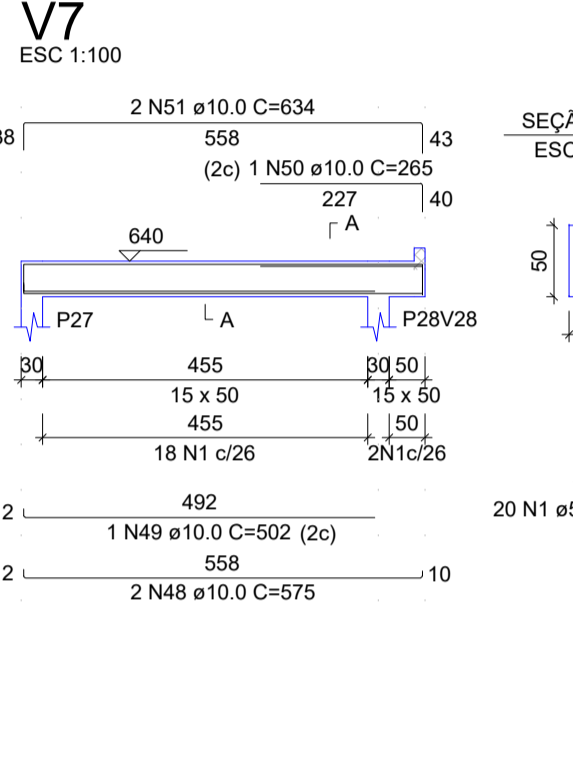 V7
ESC 1:100
2 N51 ø10.0 C=634
38 558 43
(2c) 1 N50 ø10.0 C=265
227 40
A
640
A
P27 P28V28
30 455 30 50
15 x 50 15 x 50
455 50
18 N1 c/26 2N1c/26
2 492
1 N49 ø10.0 C=502 (2c)
2 558 10
2 N48 ø10.0 C=575
SEÇÃ
ESC
50
20 N1 ø5